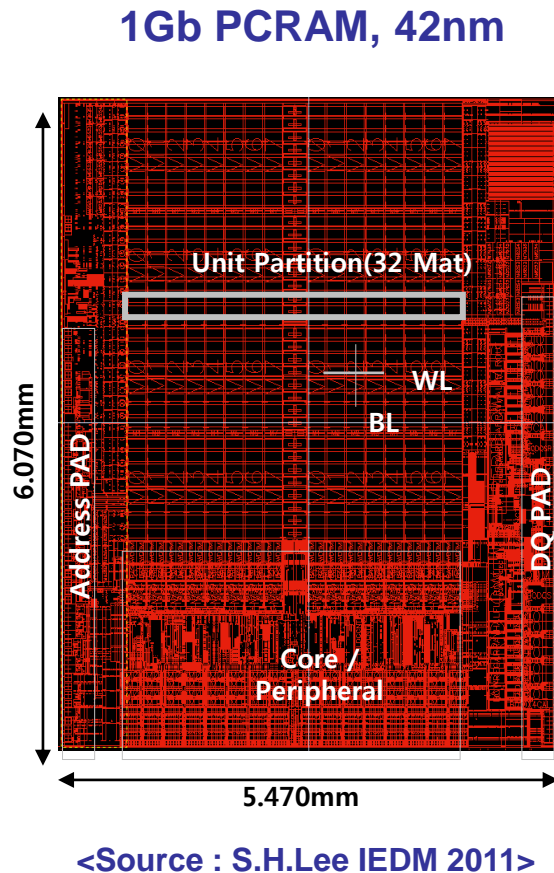 1Gb PCRAM, 42nm
Unit Partition(32 Mat)
WL
BL
6.070mm
Address PAD
DQ PAD
Core /
Peripheral
5.470mm
<Source : S.H.Lee IEDM 2011>